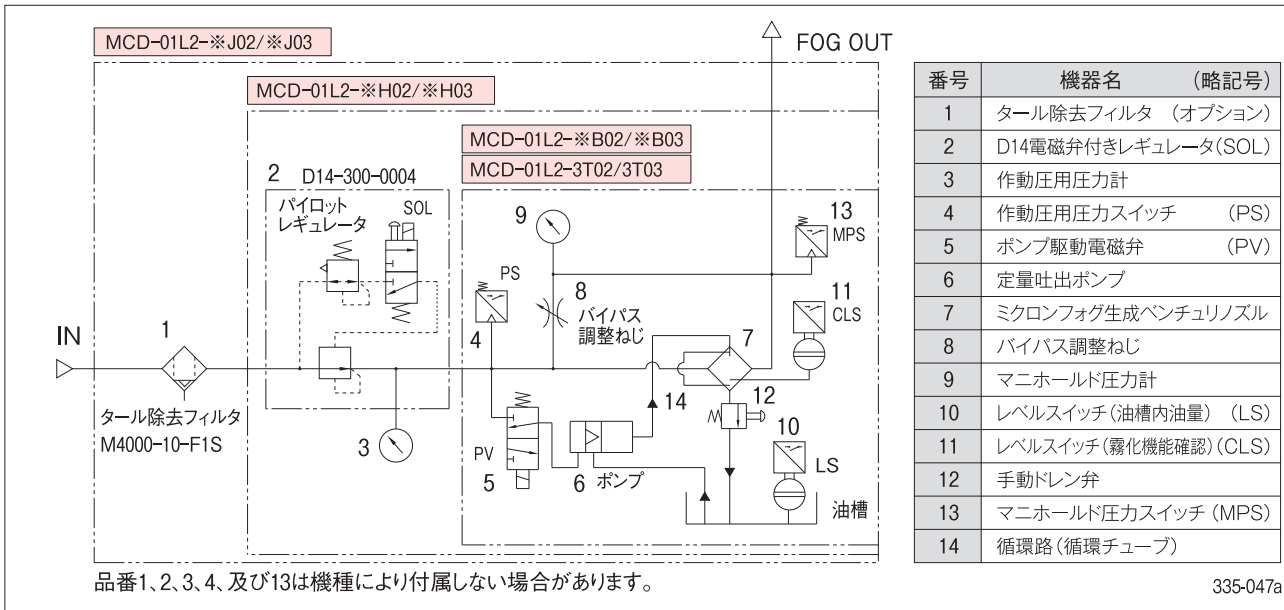 MCD-01L2-※J02/※J03
FOG OUT
MCD-01L2-※H02/※H03
MCD-01L2-※B02/※B03
MCD-01L2-3T02/3T03
2 D14-300-0004
パイロット
レギュレータ
SOL
9
13
MPS
PS
8
バイパス
調整ねじ
11
CLS
IN
1
4
7
タール除去フィルタ
M4000-10-F1S
14
12
3
PV
5
6 ポンプ
10
LS
油槽
品番1、2、3、4、及び13は機種により付属しない場合があります。
番号 機器名 (略記号)
1 タール除去フィルタ (オプション)
2 D14電磁弁付きレギュレータ(SOL)
3 作動圧用圧力計
4 作動圧用圧力スイッチ (PS)
5 ポンプ駆動電磁弁 (PV)
6 定量吐出ポンプ
7 ミクロンフォグ生成ベンチュリノズル
8 バイパス調整ねじ
9 マニホールド圧力計
10 レベルスイッチ(油槽内油量) (LS)
11 レベルスイッチ(霧化機能確認)(CLS)
12 手動ドレン弁
13 マニホールド圧力スイッチ(MPS)
14 循環路(循環チューブ)
335-047a